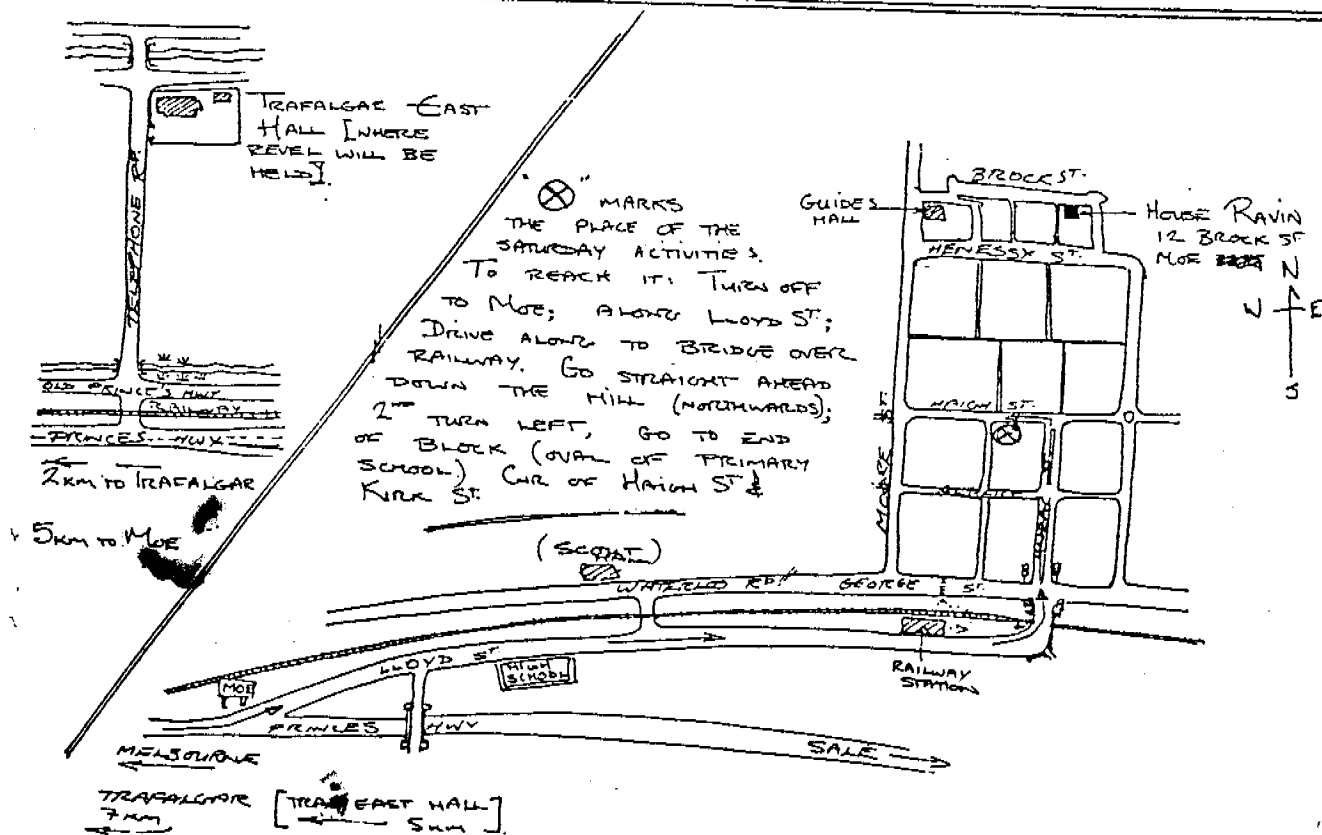 TRAFALGAR EAST
HALL [WHERE
REVEL WILL BE
HELD].
TELEPHONE RD.
OLD PRINCE'S HWY
RAILWAY
PRINCES HWY
2KM TO TRAFALGAR
5KM TO MOE
"⊗" MARKS
THE PLACE OF THE
SATURDAY ACTIVITIES.
TO REACH IT: TURN OFF
TO MOE; ALONG LLOYD ST;
DRIVE ALONG TO BRIDGE OVER
RAILWAY. GO STRAIGHT AHEAD
DOWN THE HILL (NORTHWARDS);
2ND TURN LEFT, GO TO END
OF BLOCK (OVAL OF PRIMARY
SCHOOL) CNR OF HAIGH ST &
KIRK ST.
BROCK ST.
GUIDES
HALL
HOUSE RAVIN
12 BROCK ST
MOE
HENESSY ST.
N
W E
S
HAIGH ST.
MOORE ST.
(SCOUT)
GEORGE ST.
RAILWAY
STATION
LLOYD ST
HIGH
SCHOOL
MOE
PRINCES HWY
SALE
MELBOURNE
TRAFALGAR
7KM
[TRAF EAST HALL]
5KM